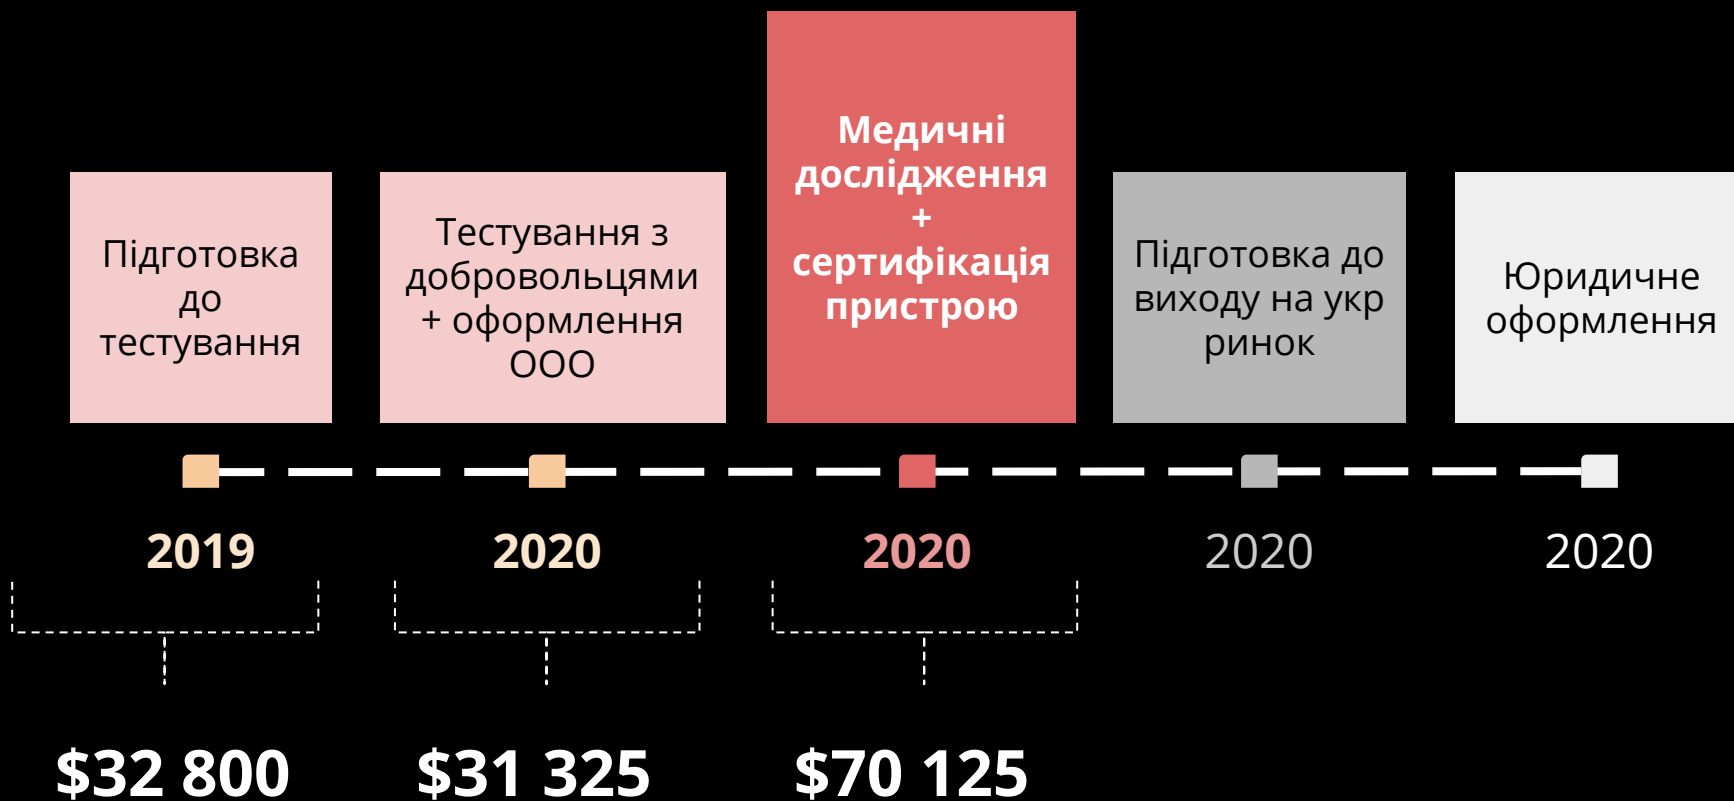 Підготовка
до
тестування
Тестування з
добровольцями
+ оформлення
ООО
Медичні
дослідження
+
сертифікація
пристрою
Підготовка до
виходу на укр
ринок
Юридичне
оформлення
2019
2020
2020
2020
2020
$32 800
$31 325
$70 125